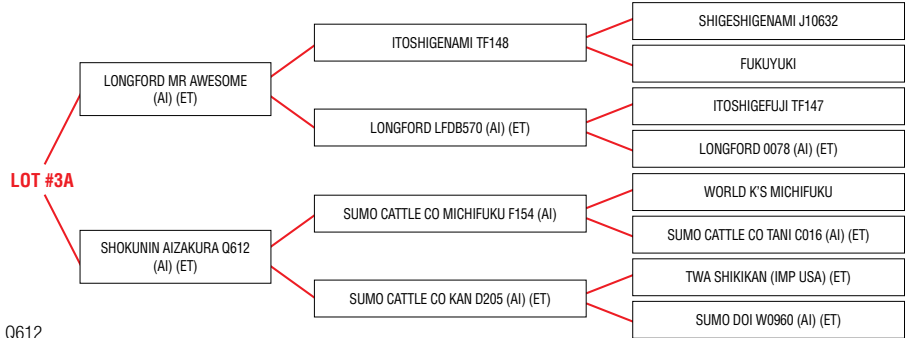 SHIGESHIGENAMI J10632
ITOSHIGENAMI TF148
FUKUYUKI
LONGFORD MR AWESOME
(AI) (ET)
ITOSHIGEFUJI TF147
LONGFORD LFDB570 (AI) (ET)
LONGFORD 0078 (AI) (ET)
LOT #3A
WORLD K'S MICHIFUKU
SUMO CATTLE CO MICHIFUKU F154 (AI)
SUMO CATTLE CO TANI C016 (AI) (ET)
SHOKUNIN AIZAKURA Q612
(AI) (ET)
TWA SHIKIKAN (IMP USA) (ET)
SUMO CATTLE CO KAN D205 (AI) (ET)
SUMO DOI W0960 (AI) (ET)
Q612